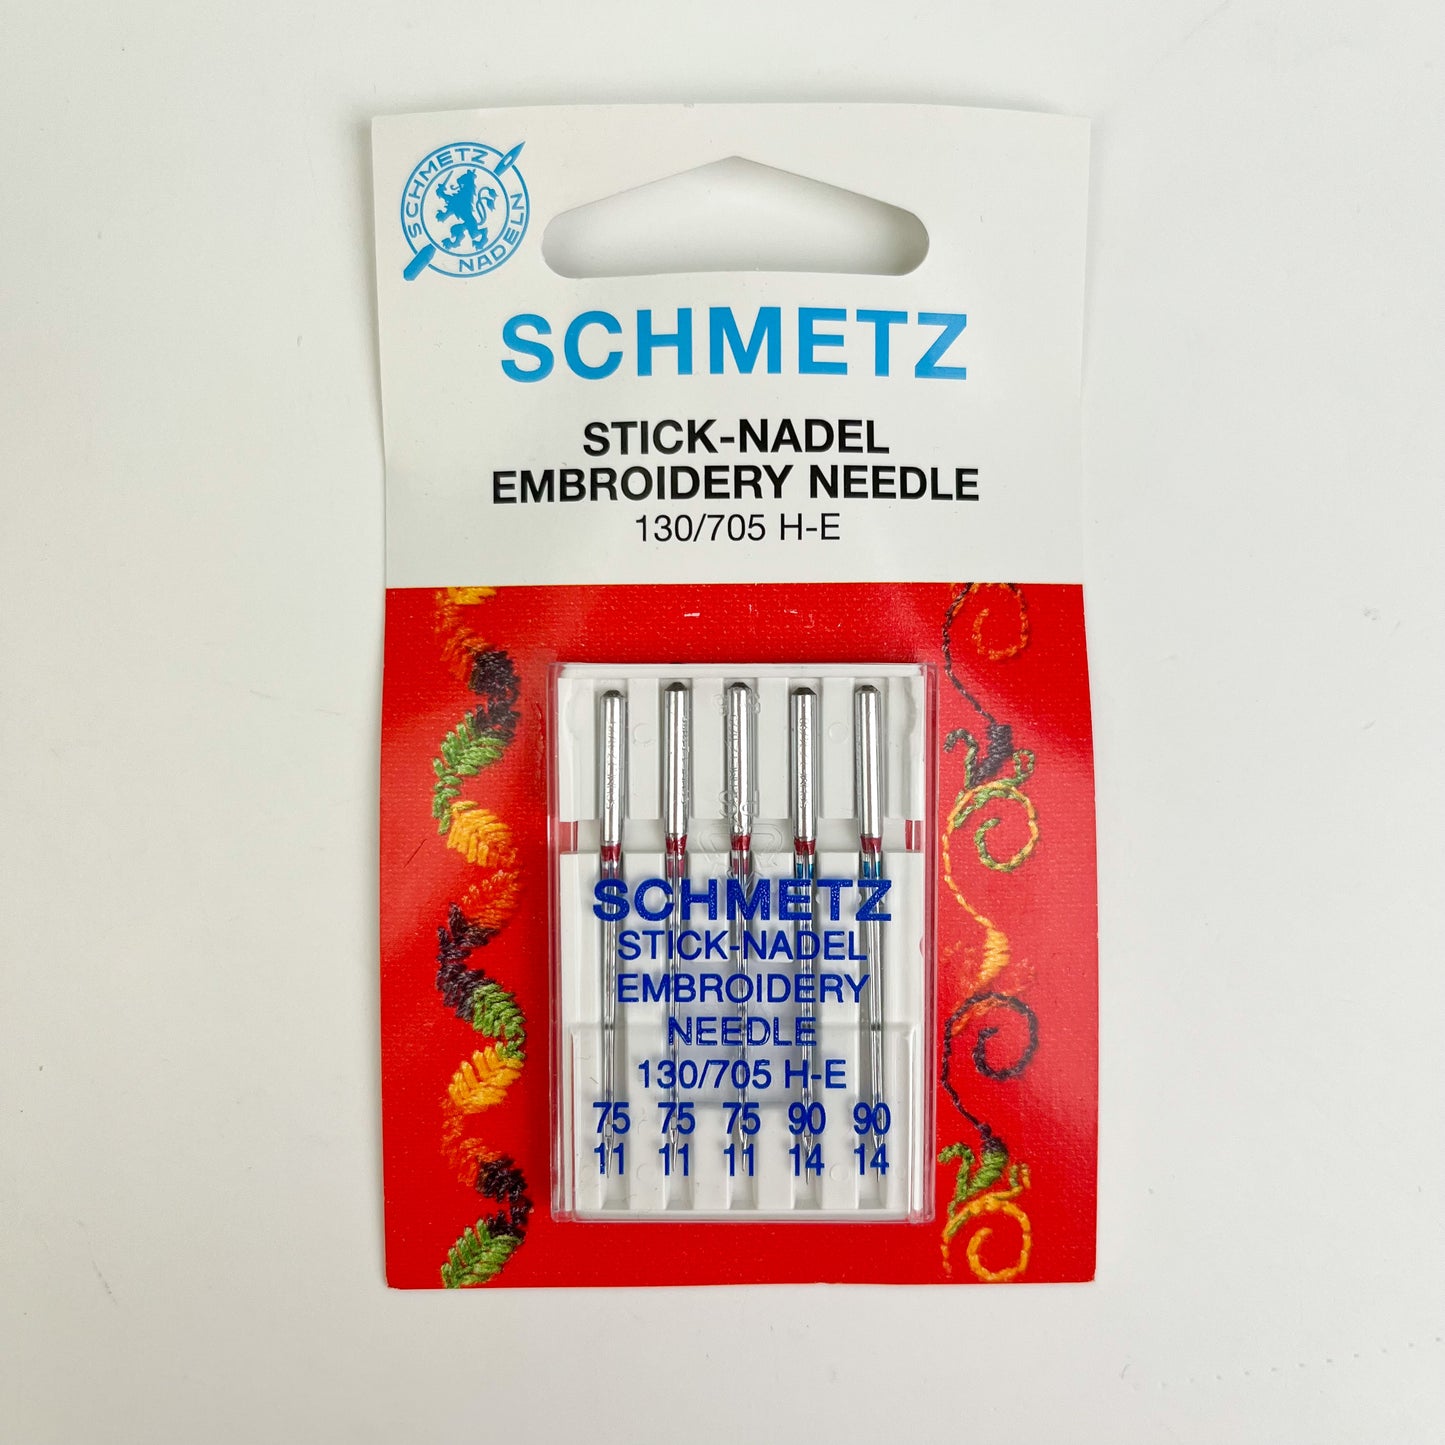 SCHMETZ
NADELN
SCHMETZ
STICK-NADEL
EMBROIDERY NEEDLE
130/705 H-E
SCHMETZ
STICK-NADEL
EMBROIDERY
NEEDLE
130/705 H-E
75 75 75 90 90
11 11 11 14 14